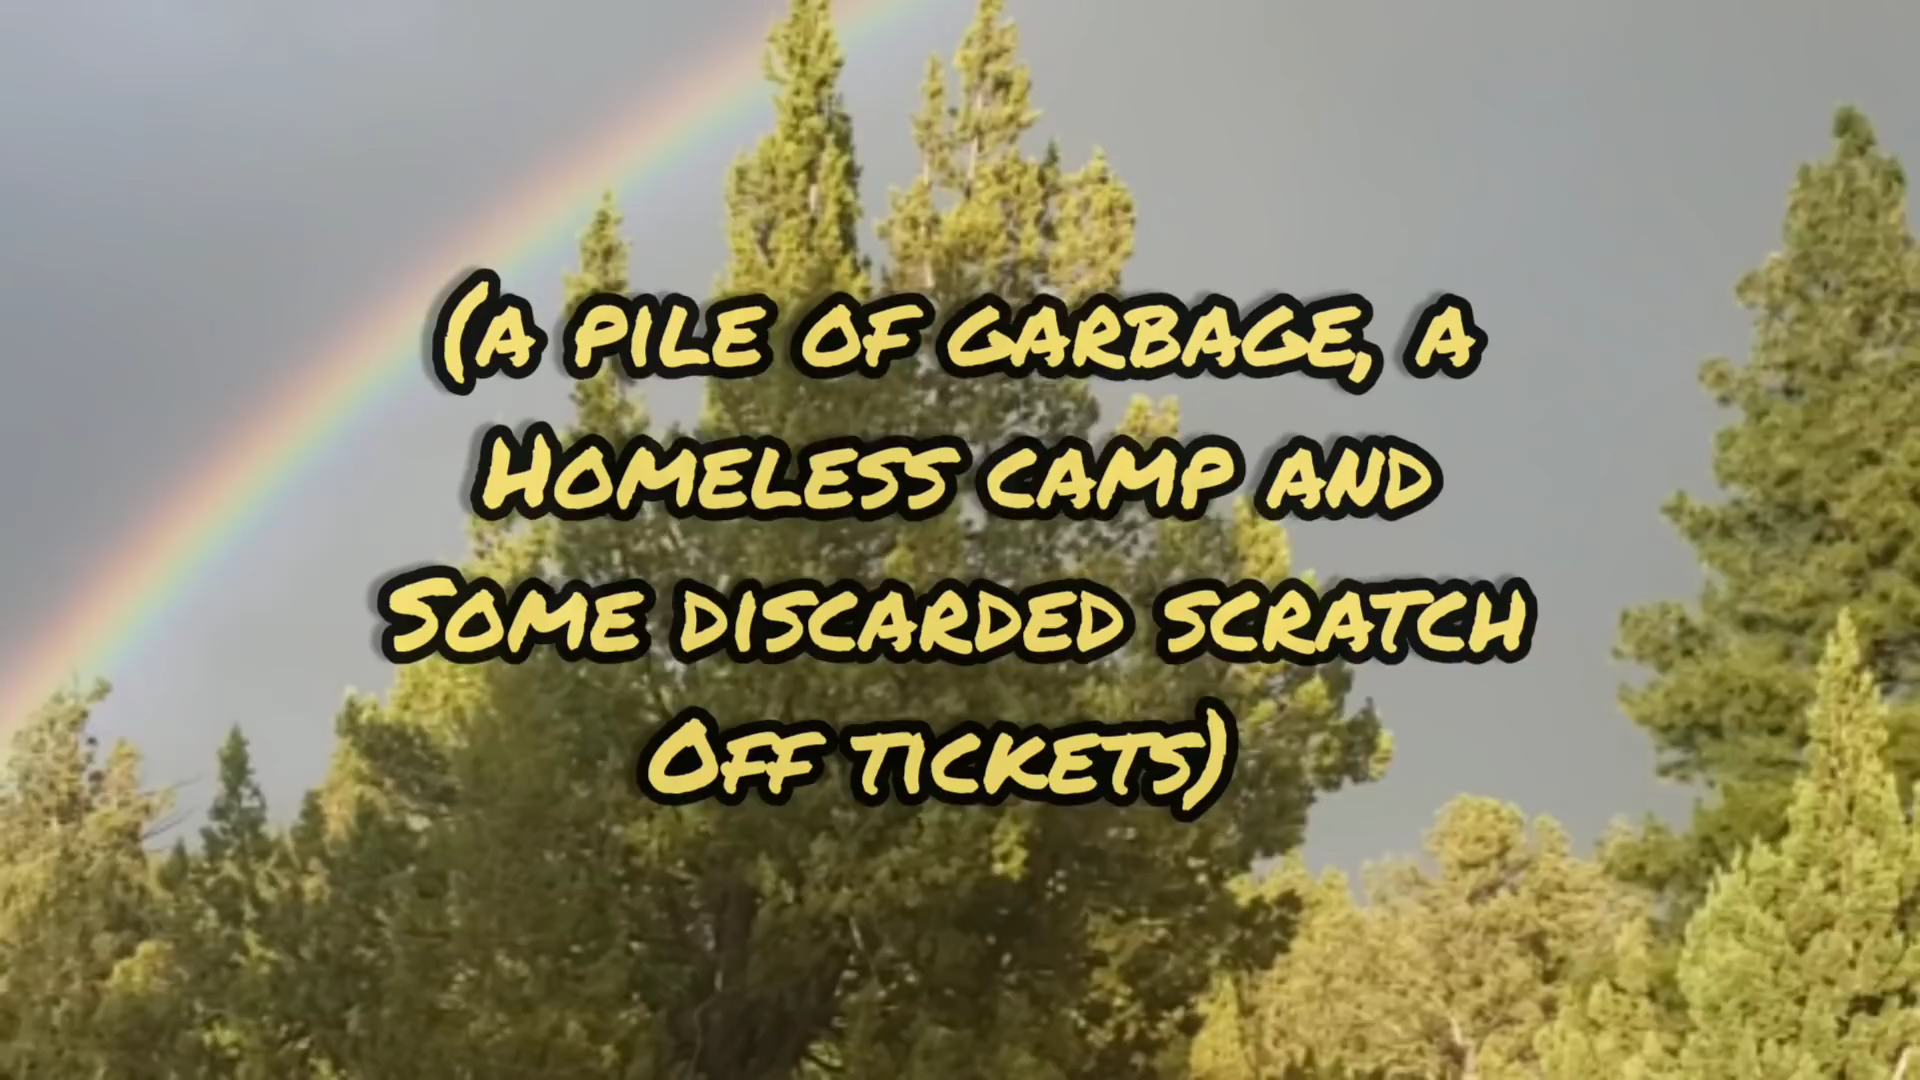 (a pile of garbage, a
Homeless camp and
Some discarded scratch
Off tickets)